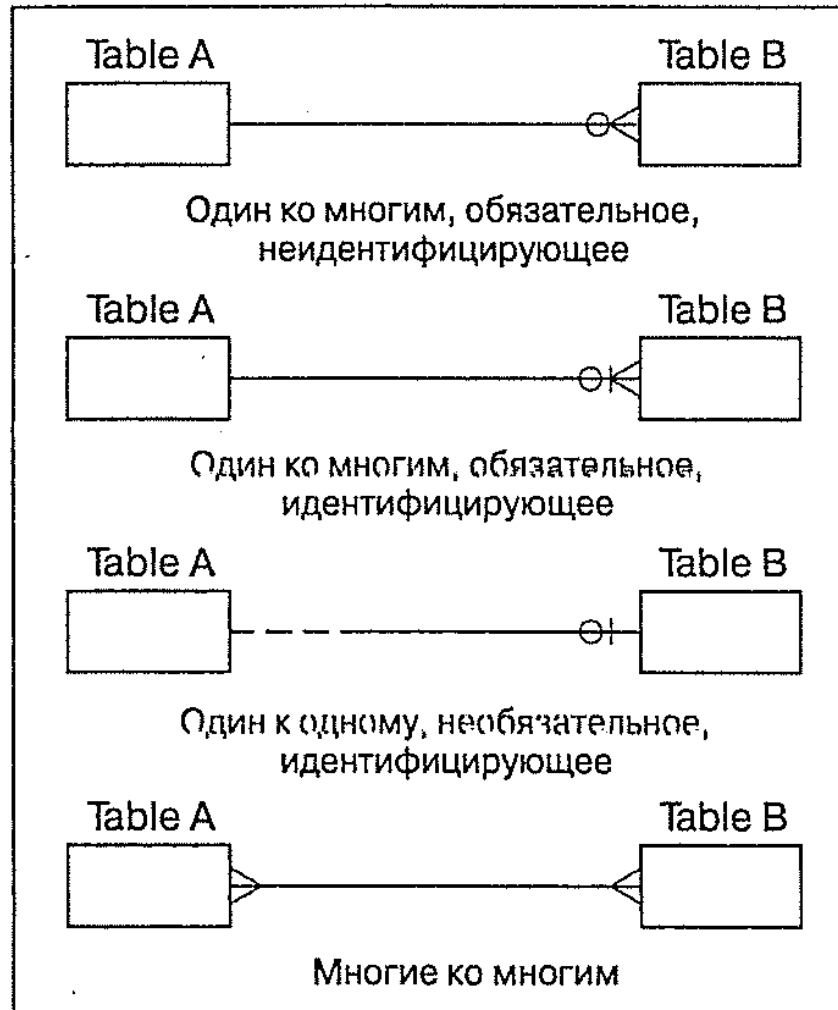 Table A Table B
Один ко многим, обязательное,
неидентифицирующее
Table A Table B
Один ко многим, обязательное,
идентифицирующее
Table A Table B
Один к одному, необязательное,
идентифицирующее
Table A Table B
Многие ко многим